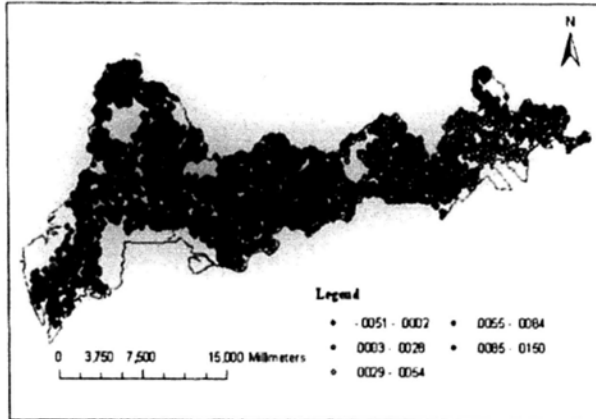 N
Legend
-.0051 - .0002
.0003 - .0028
.0029 - .0054
.0055 - .0084
.0085 - .0150
0 3,750 7,500 15,000 Millimeters